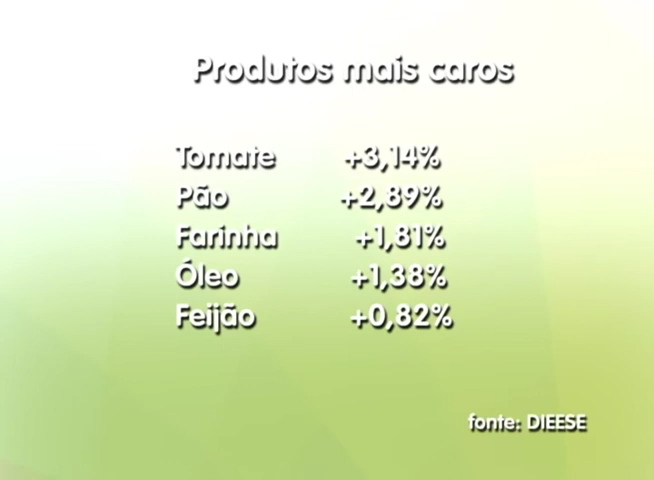 Produtos mais caros
Tomate +3,14%
Pão +2,89%
Farinha +1,81%
Óleo +1,38%
Feijão +0,82%
fonte: DIEESE